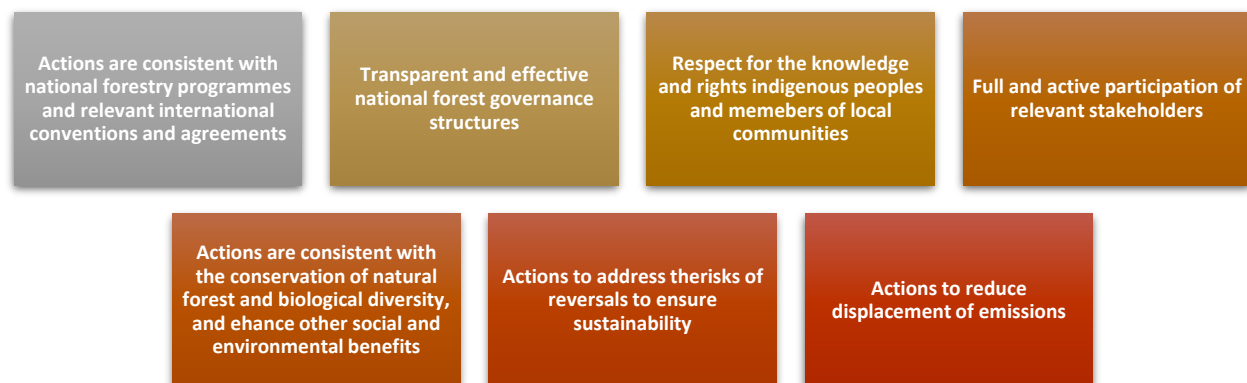 Actions are consistent with
national forestry programmes
and relevant international
conventions and agreements
Transparent and effective
national forest governance
structures
Respect for the knowledge
and rights indigenous peoples
and memebers of local
communities
Full and active participation of
relevant stakeholders
Actions are consistent with
the conservation of natural
forest and biological diversity,
and ehance other social and
environmental benefits
Actions to address therisks of
reversals to ensure
sustainability
Actions to reduce
displacement of emissions